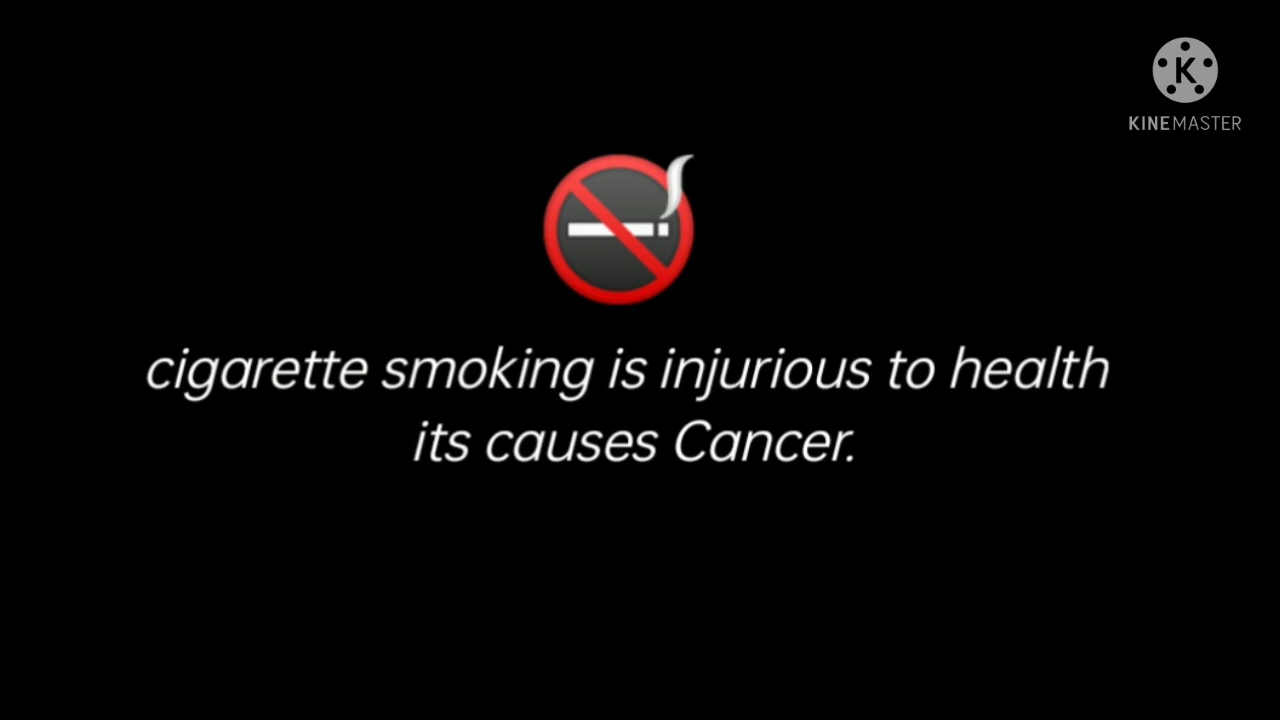 K
KINEMASTER
cigarette smoking is injurious to health
its causes Cancer.